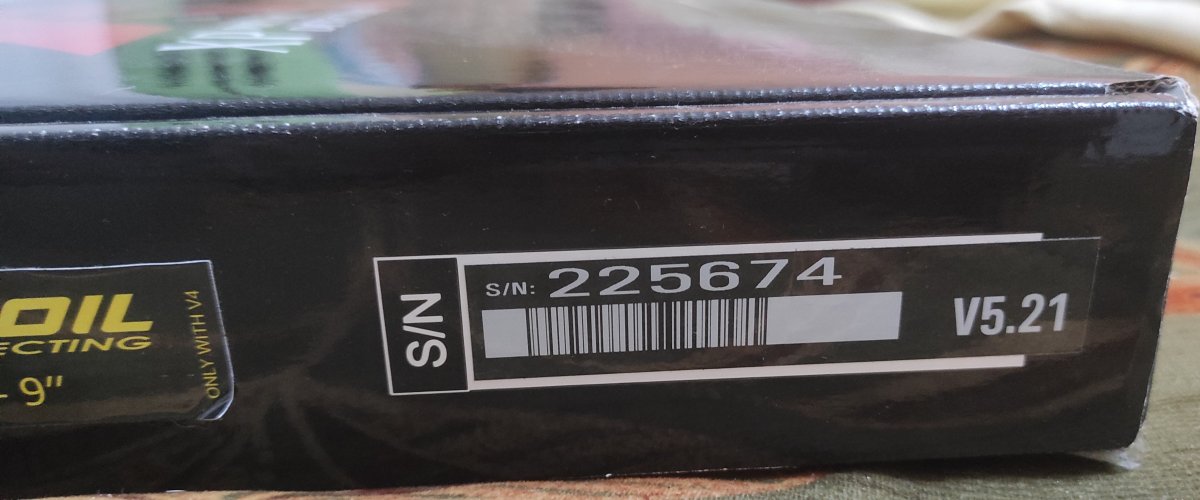 OIL
ECTING
- 9"
ONLY WITH V4
S/N
S/N: 225674
V5.21